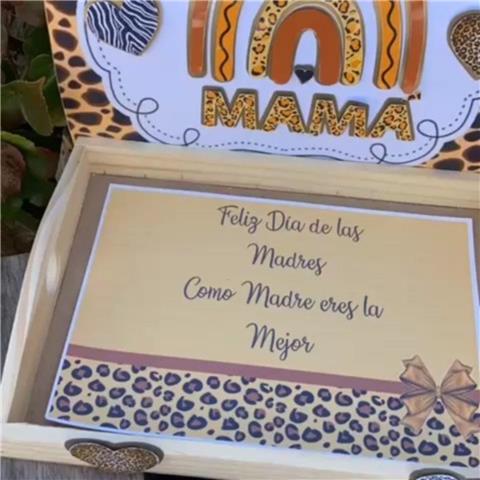 MAMÁ
Feliz Día de las
Madres
Como Madre eres la
Mejor